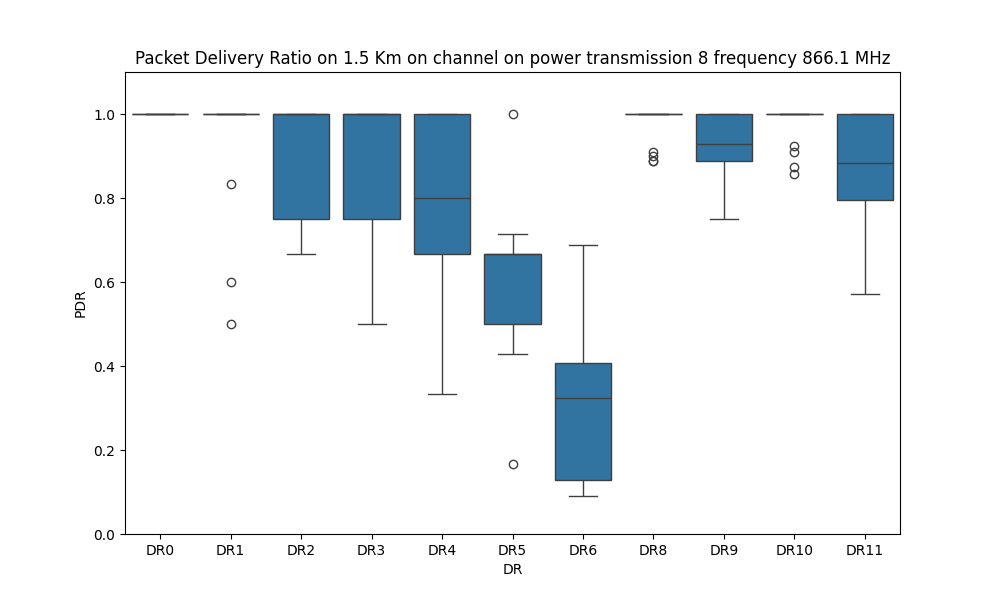 Packet Delivery Ratio on 1.5 Km on channel on power transmission 8 frequency 866.1 MHz
1.0
0.8
0.6
0.4
0.2
0.0
PDR
DR0 DR1 DR2 DR3 DR4 DR5 DR6 DR8 DR9 DR10 DR11
DR